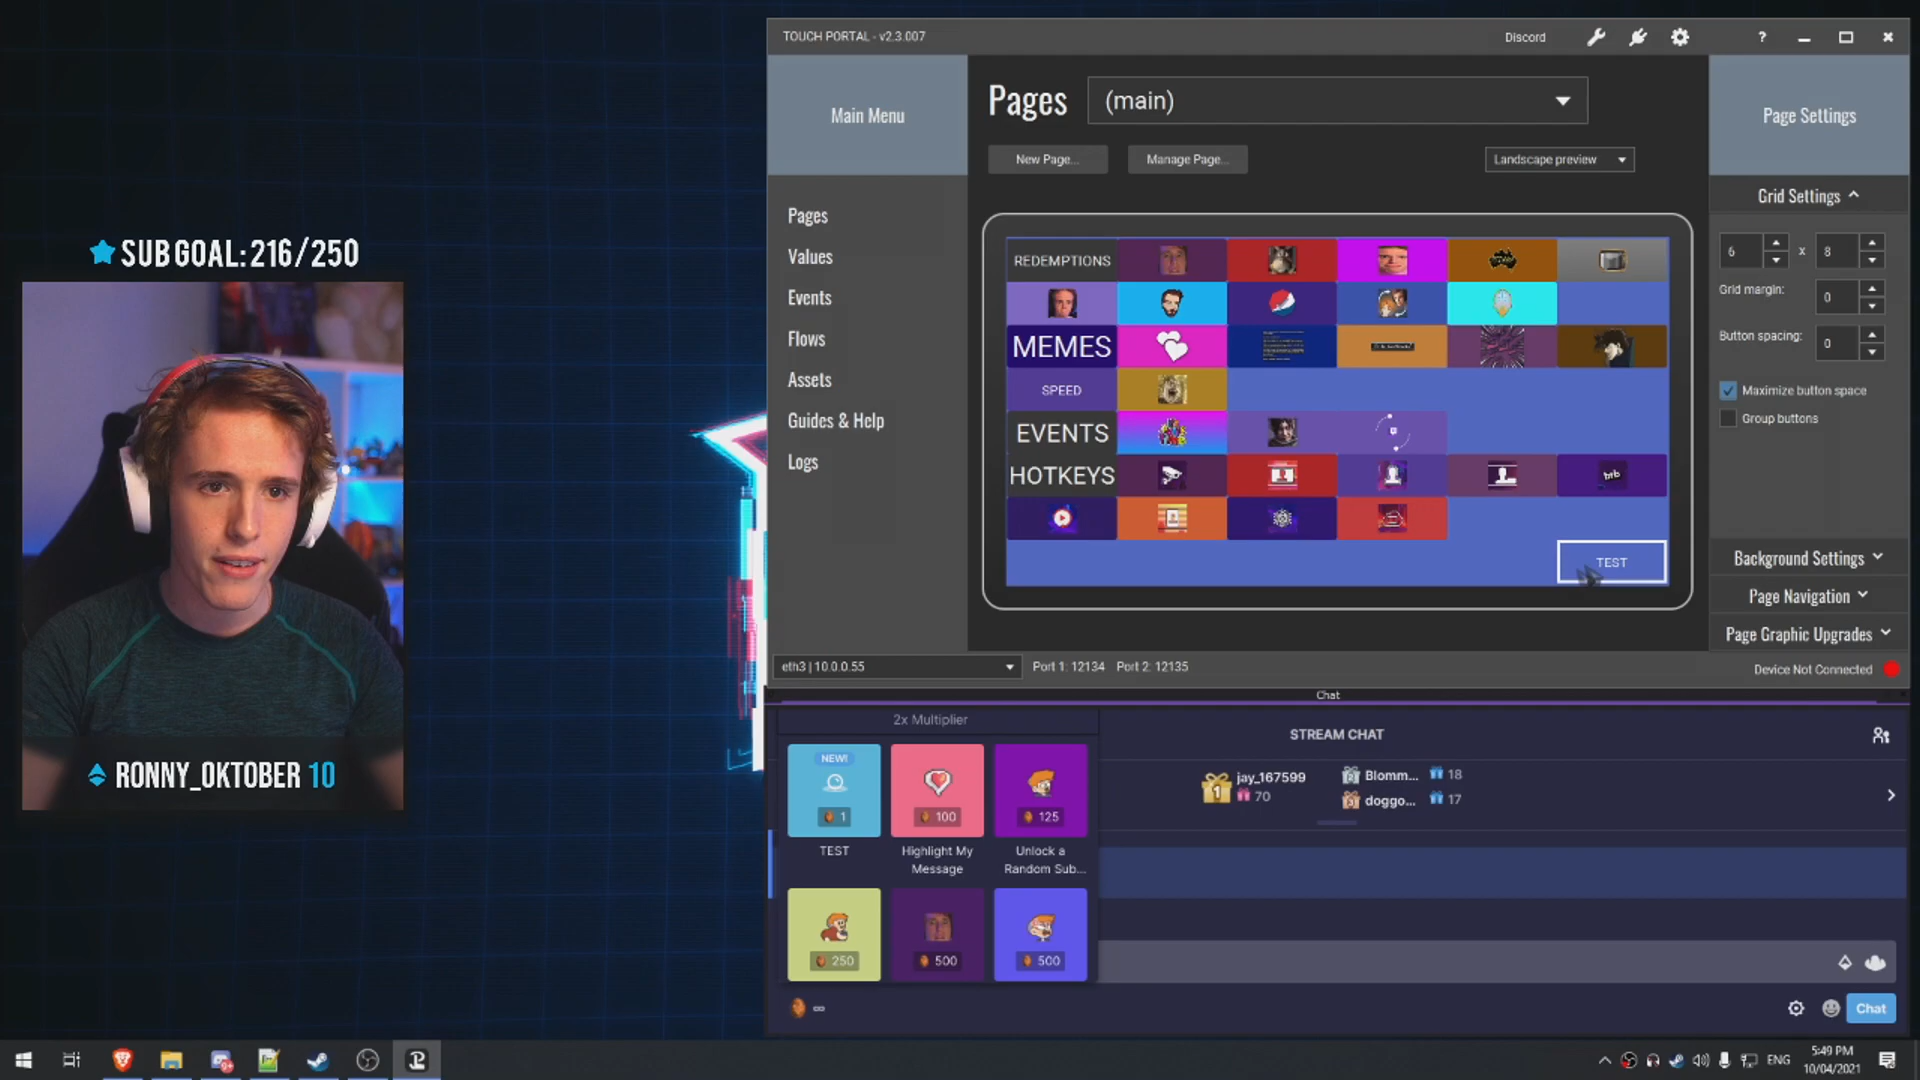 TOUCH PORTAL - v2.3.007
Discord
?
Main Menu
Pages
(main)
Page Settings
New Page...
Manage Page...
Landscape preview
Grid Settings
Pages
Values
Events
Flows
Assets
Guides & Help
Logs
SUB GOAL: 216/250
REDEMPTIONS
MEMES
SPEED
EVENTS
HOTKEYS
btb
TEST
6 x 8
Grid margin: 0
Button spacing: 0
Maximize button space
Group buttons
Background Settings
Page Navigation
Page Graphic Upgrades
eth3 | 10.0.0.55
Port 1: 12134 Port 2: 12135
Device Not Connected
Chat
2x Multiplier
STREAM CHAT
NEW!
1
100
125
TEST
Highlight My Message
Unlock a Random Sub...
250
500
500
1
jay_167599
70
Blomm... 18
doggo... 17
RONNY_OKTOBER 10
Chat
ENG
5:49 PM
10/04/2021